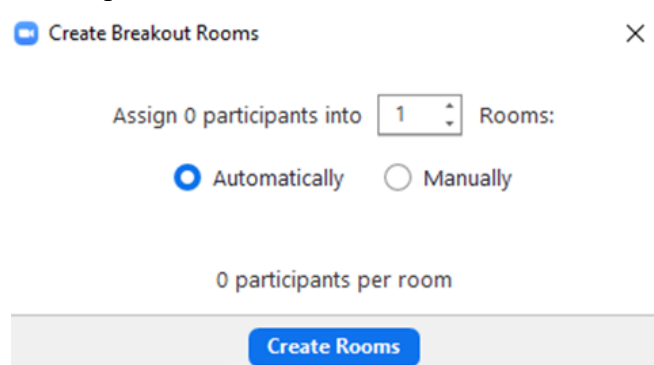 Create Breakout Rooms
Assign 0 participants into 1 Rooms:
Automatically Manually
0 participants per room
Create Rooms